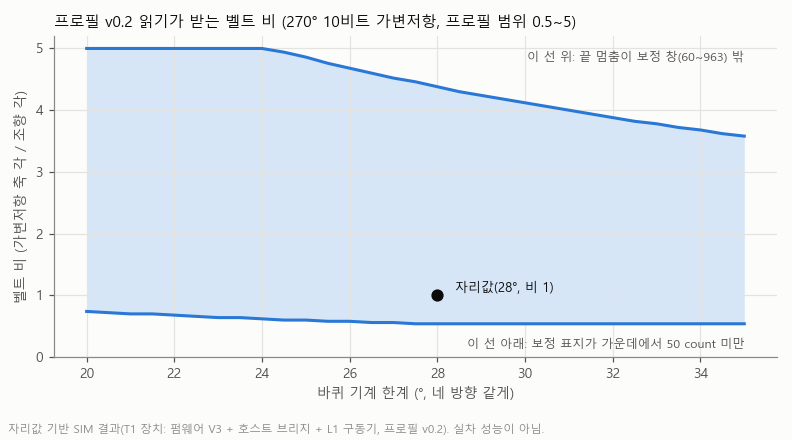 프로필 v0.2 읽기가 받는 벨트 비 (270° 10비트 가변저항, 프로필 범위 0.5~5)
이 선 위: 끝 멈춤이 보정 창(60~963) 밖
벨트 비 (가변저항 축 각 / 조향 각)
5
4
3
2
1
0
자리값(28°, 비 1)
이 선 아래: 보정 표지가 가운데에서 50 count 미만
20 22 24 26 28 30 32 34
바퀴 기계 한계 (°, 네 방향 같게)
자리값 기반 SIM 결과(T1 장치: 펌웨어 V3 + 호스트 브리지 + L1 구동기, 프로필 v0.2). 실차 성능이 아님.